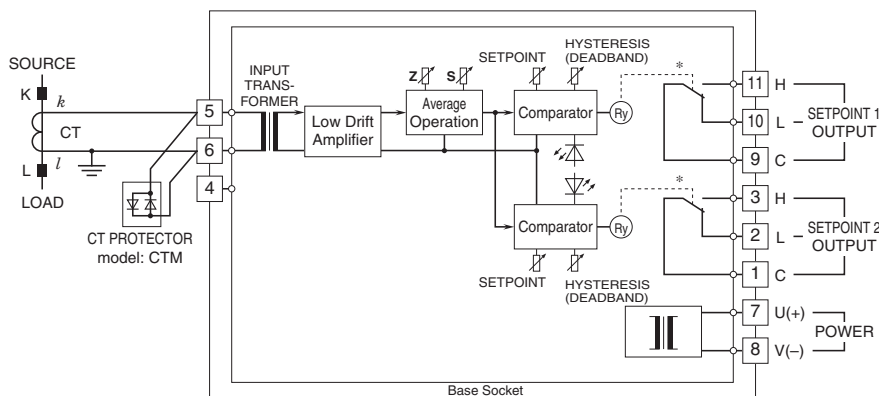 SOURCE
K
k
CT
L
l
LOAD
CT PROTECTOR
model: CTM
5
6
4
INPUT
TRANS-
FORMER
Low Drift
Amplifier
Z
S
Average
Operation
SETPOINT
HYSTERESIS
(DEADBAND)
Comparator
Ry
*
Comparator
Ry
*
SETPOINT
HYSTERESIS
(DEADBAND)
11 H
10 L
9 C
SETPOINT 1
OUTPUT
3 H
2 L
1 C
SETPOINT 2
OUTPUT
7 U(+)
8 V(–)
POWER
Base Socket